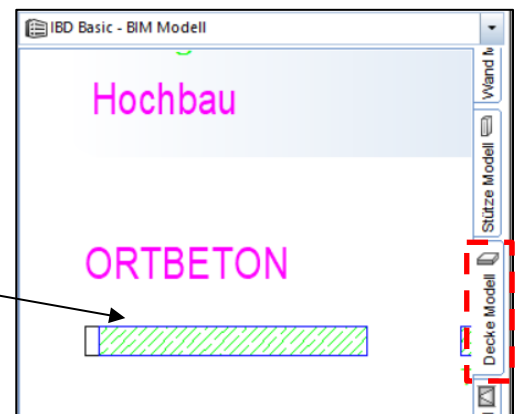 IBD Basic - BIM Modell
Hochbau
ORTBETON
Wand M
Stütze Modell
Decke Modell